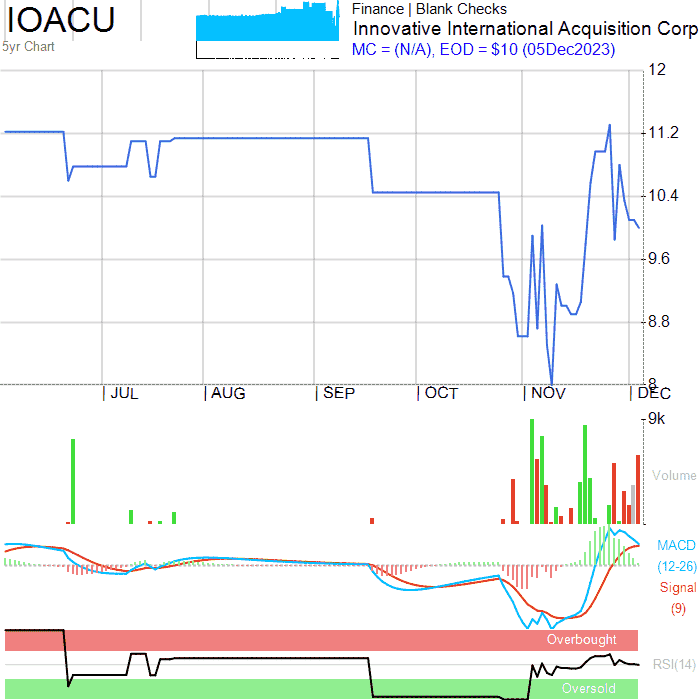 IOACU
5yr Chart
Finance | Blank Checks
Innovative International Acquisition Corp
MC = (N/A), EOD = $10 (05Dec2023)
12
11.2
10.4
9.6
8.8
8
| JUL | AUG | SEP | OCT | NOV | DEC
9k
Volume
MACD
(12-26)
Signal
(9)
Overbought
RSI(14)
Oversold